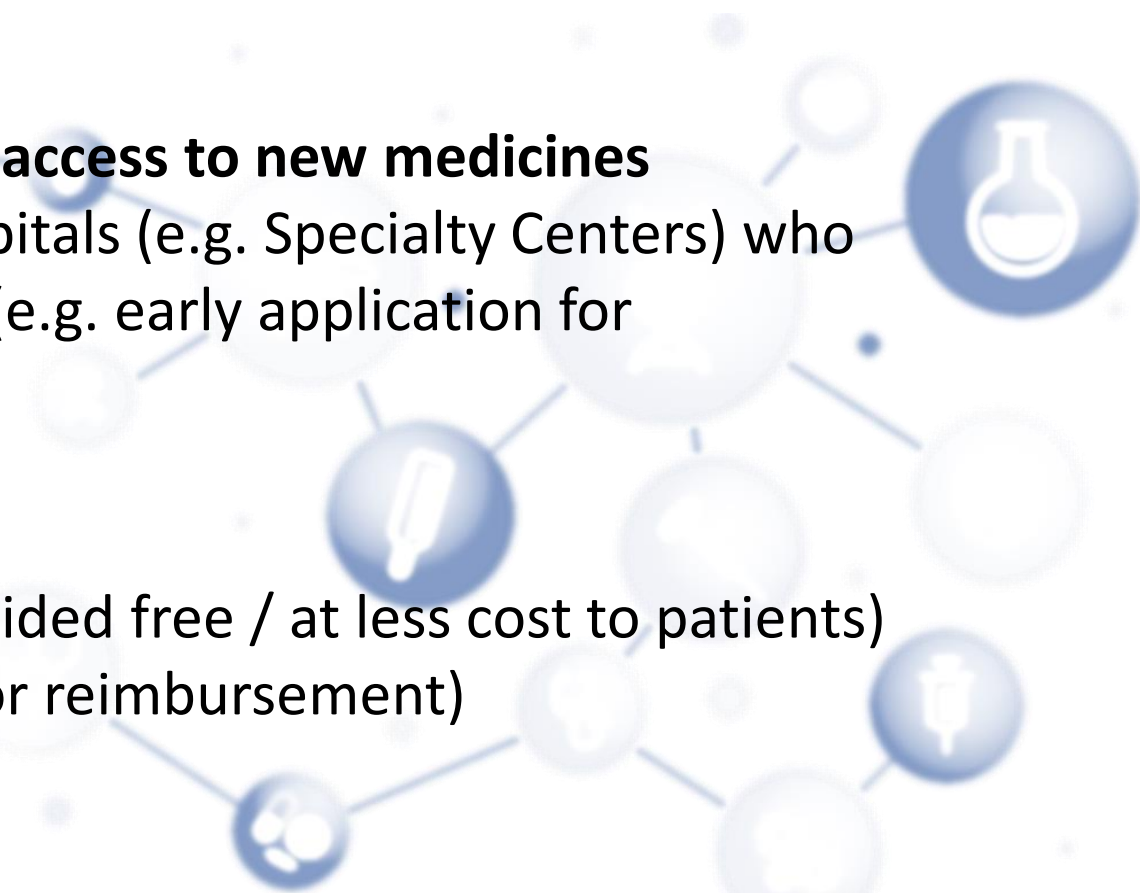 access to new medicines
pitals (e.g. Specialty Centers) who
(e.g. early application for
ided free / at less cost to patients)
or reimbursement)